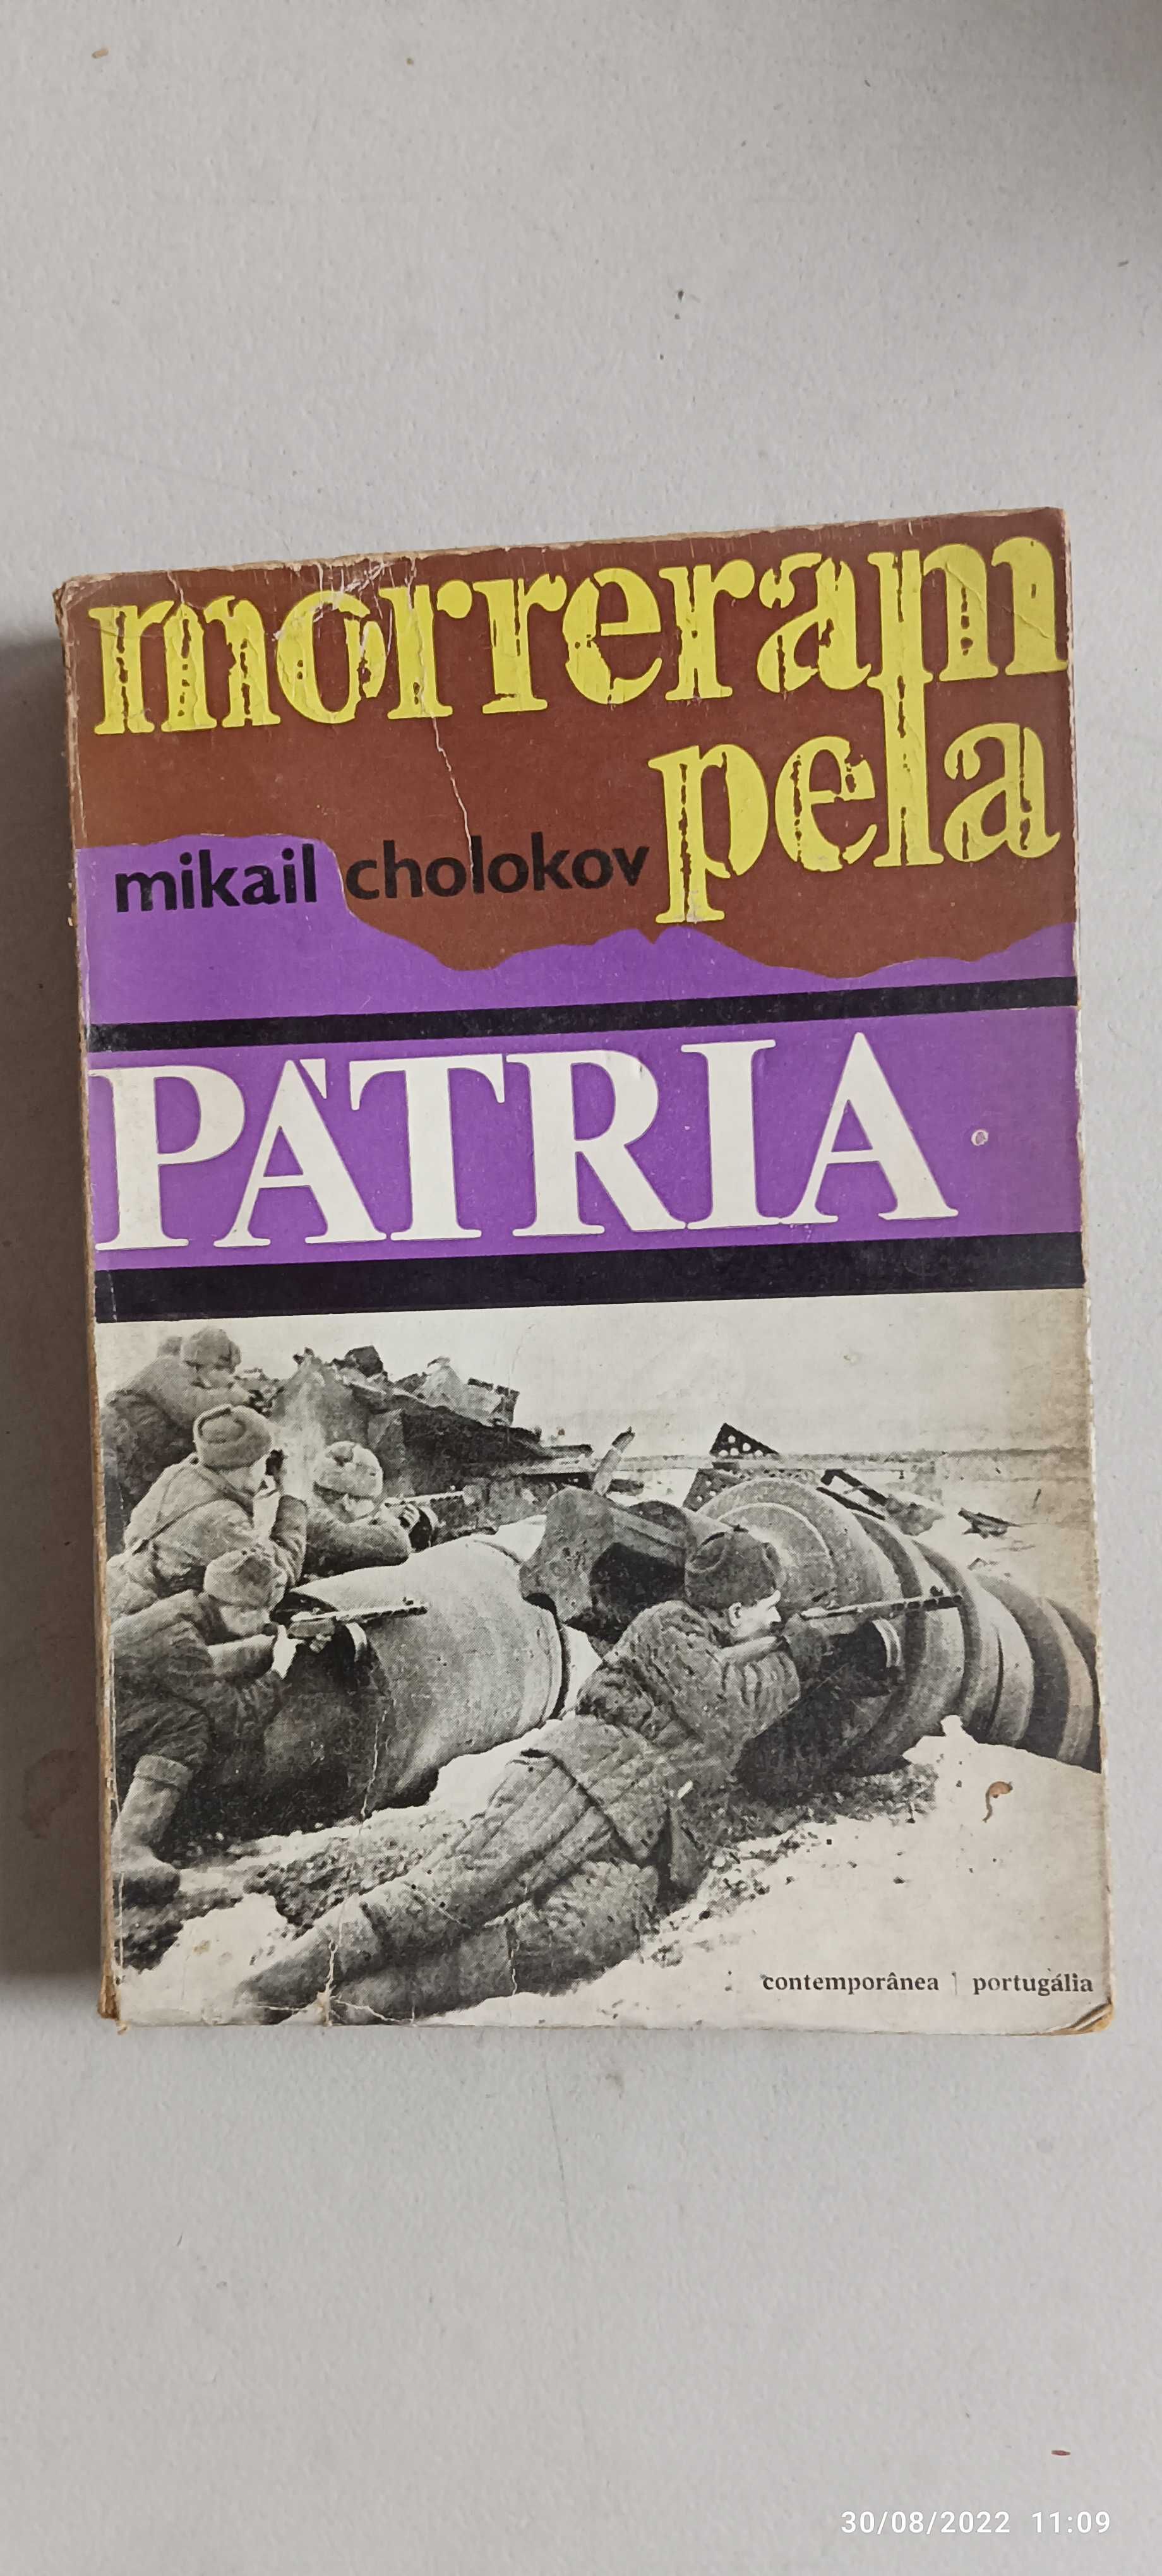 morreram
pela
mikail cholokov
PÁTRIA
contemporânea | portugália
30/08/2022 11:09